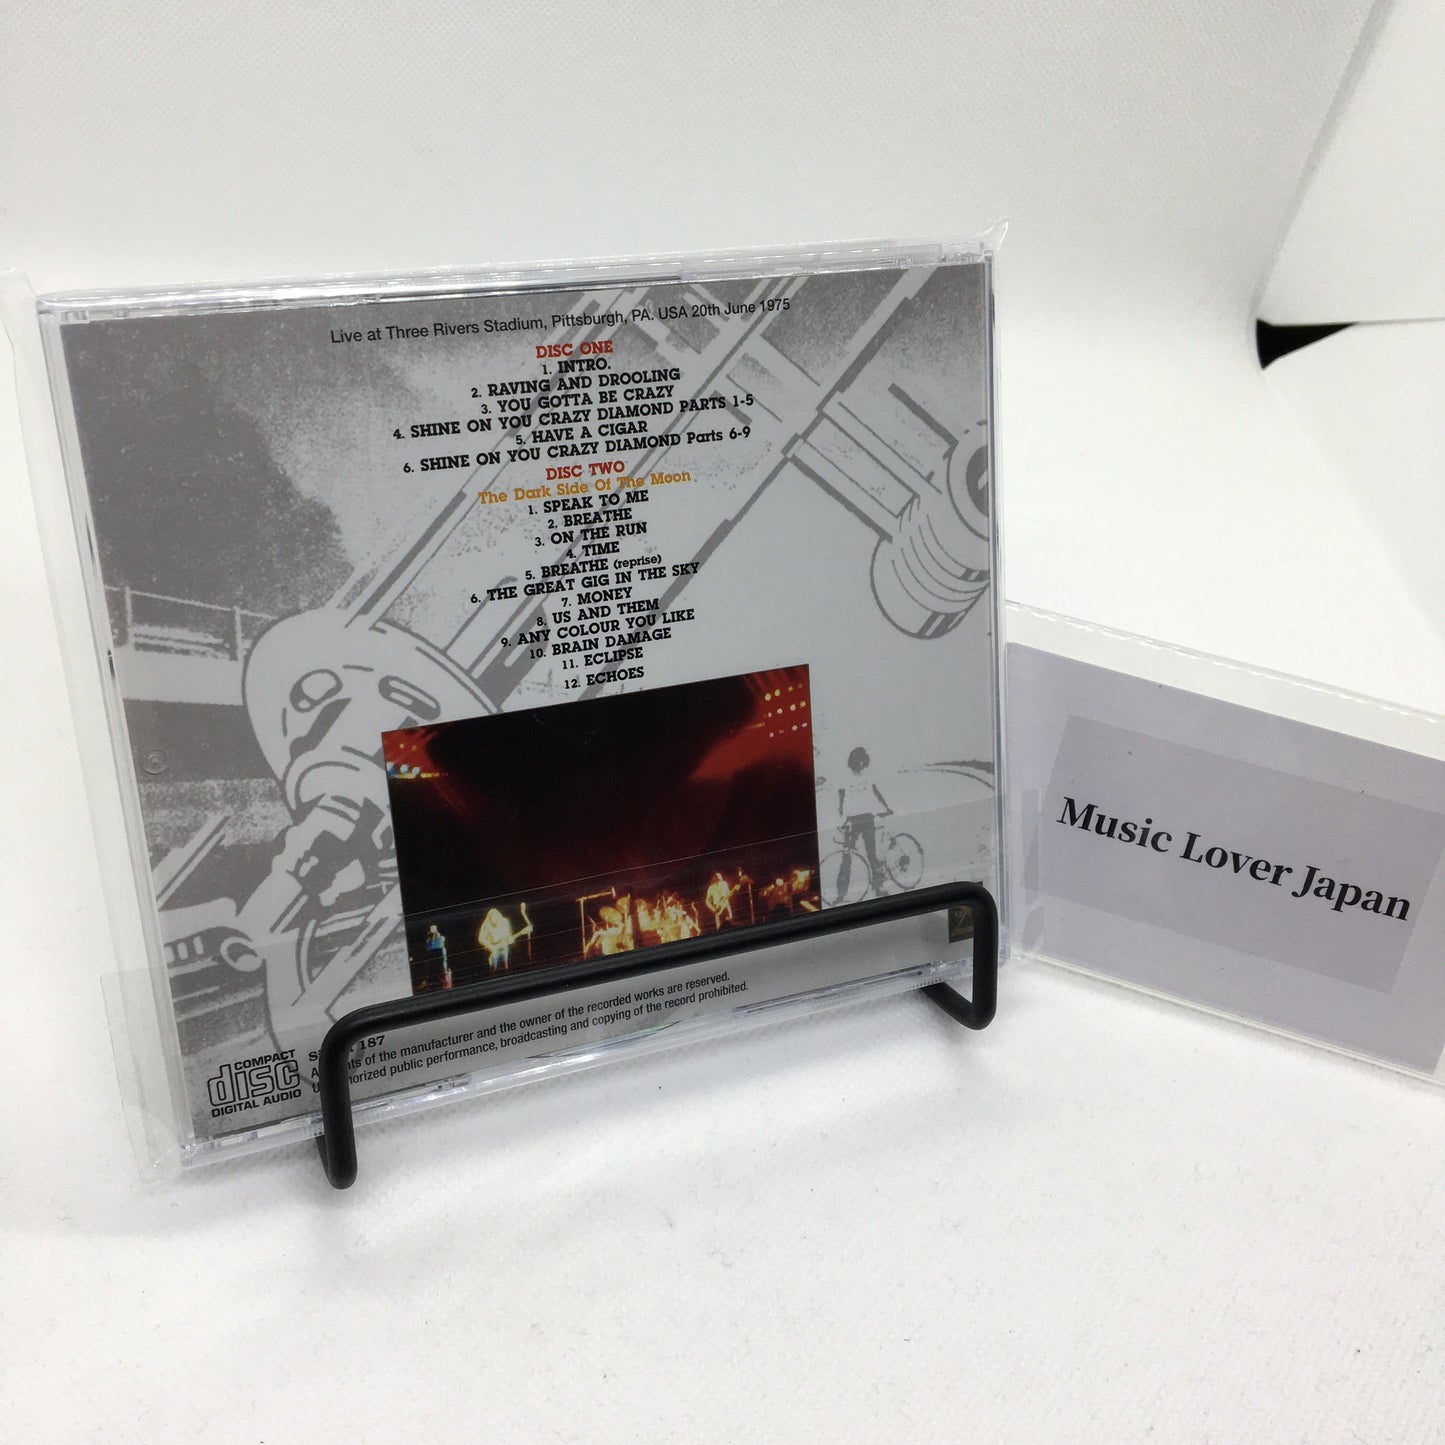 Live at Three Rivers Stadium, Pittsburgh, PA. USA 20th June 1975
DISC ONE
1. INTRO.
2. RAVING AND DROOLING
3. YOU GOTTA BE CRAZY
4. SHINE ON YOU CRAZY DIAMOND PARTS 1-5
5. HAVE A CIGAR
6. SHINE ON YOU CRAZY DIAMOND Parts 6-9
DISC TWO
The Dark Side Of The Moon
1. SPEAK TO ME
2. BREATHE
3. ON THE RUN
4. TIME
5. BREATHE (reprise)
6. THE GREAT GIG IN THE SKY
7. MONEY
8. US AND THEM
9. ANY COLOUR YOU LIKE
10. BRAIN DAMAGE
11. ECLIPSE
12. ECHOES
187
of the manufacturer and the owner of the recorded works are reserved.
public performance, broadcasting and copying of the record prohibited.
COMPACT
disc
DIGITAL AUDIO
Music Lover Japan